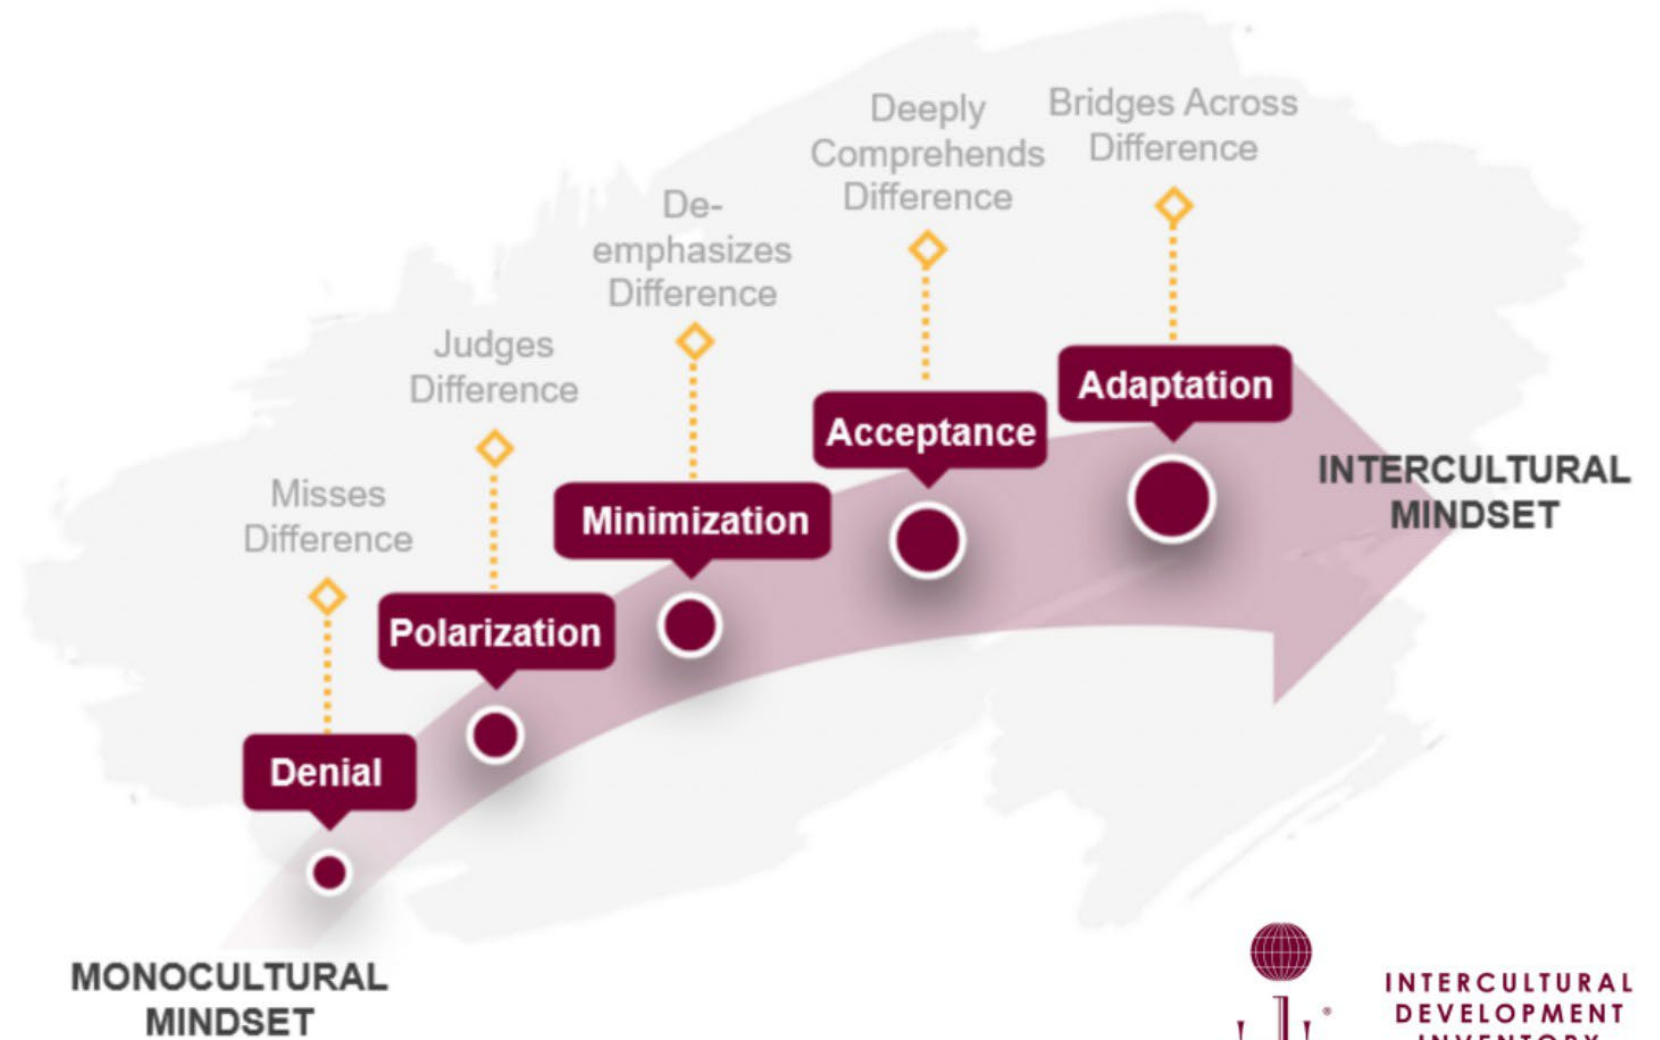 Misses
Difference
Judges
Difference
De-
emphasizes
Difference
Deeply
Comprehends
Difference
Bridges Across
Difference
Denial
Polarization
Minimization
Acceptance
Adaptation
MONOCULTURAL
MINDSET
INTERCULTURAL
MINDSET
INTERCULTURAL
DEVELOPMENT
INVENTORY